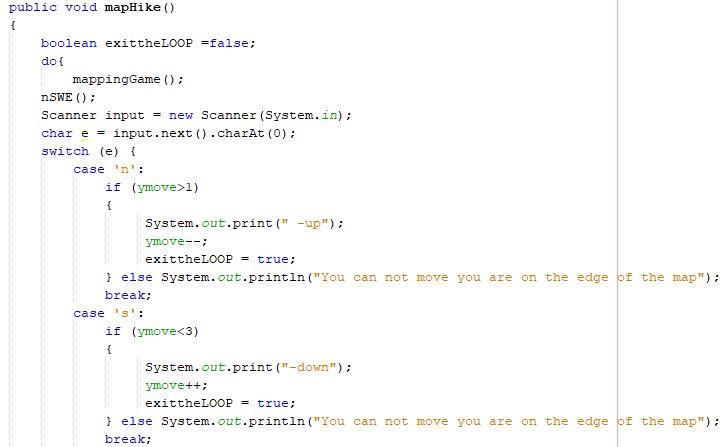 public void mapHike()
{
boolean exittheLOOP =false;
do{
mappingGame();
nSWE();
Scanner input = new Scanner(System.in);
char e = input.next().charAt(0);
switch (e) {
case 'n':
if (ymove>1)
{
System.out.print(" -up");
ymove--;
exittheLOOP = true;
} else System.out.println("You can not move you are on the edge of the map");
break;
case 's':
if (ymove<3)
{
System.out.print("-down");
ymove++;
exittheLOOP = true;
} else System.out.println("You can not move you are on the edge of the map");
break;